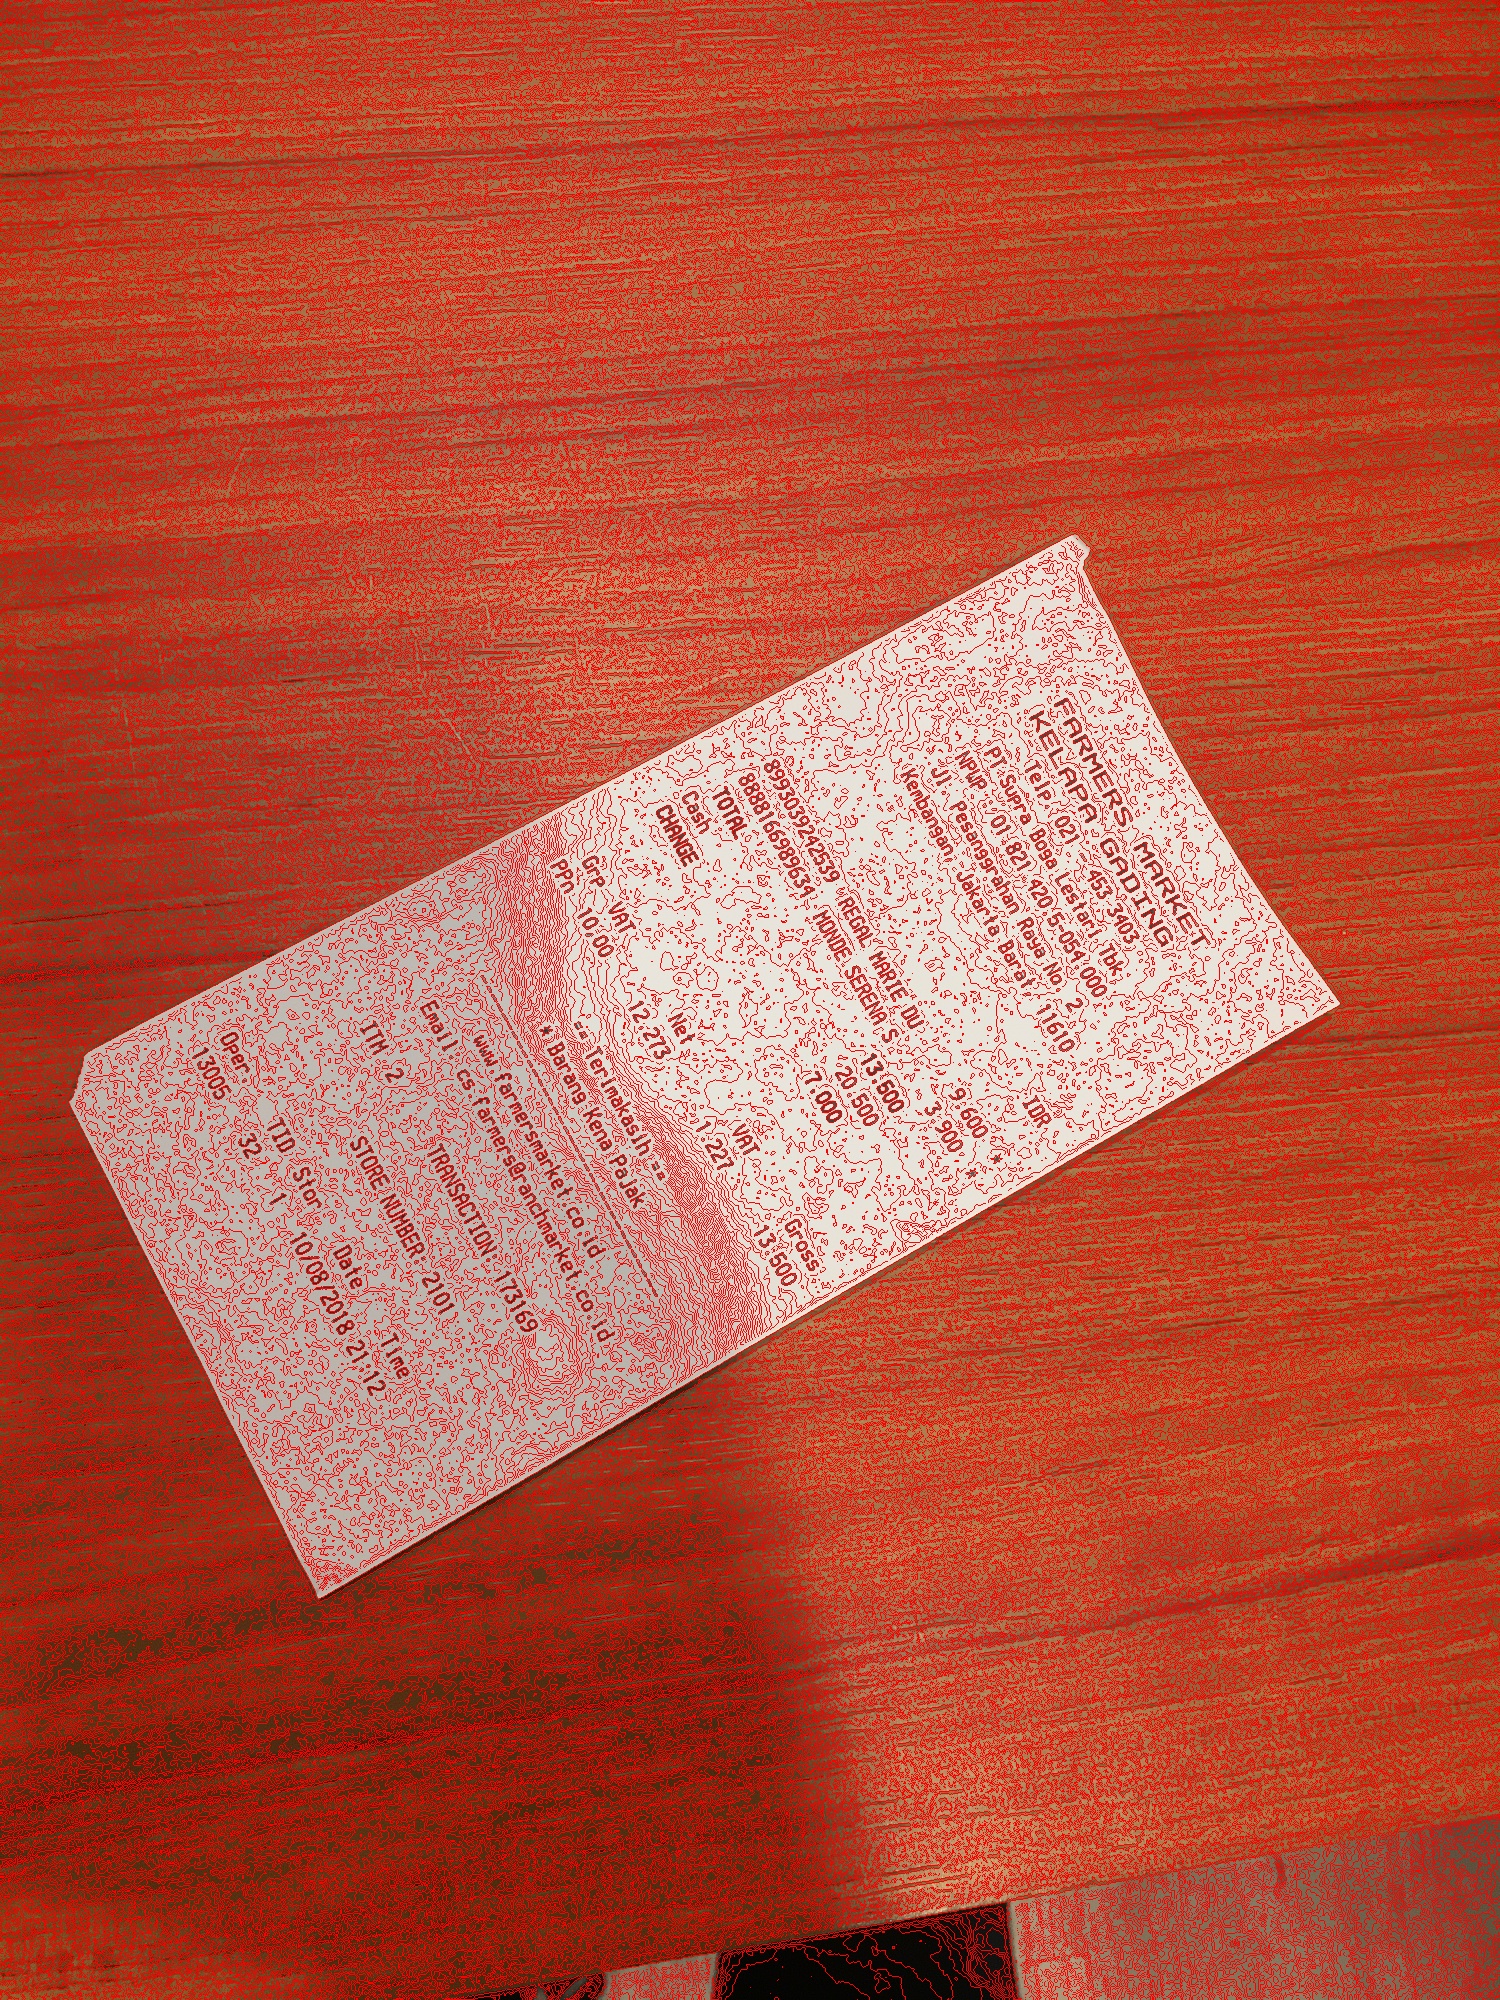 FARMERS MARKET
KELAPA GADING
Telp. 021 - 453 3403
PT.Supra Boga Lestari Tbk
NPWP : 01.821.420.5-054.000
Jl. Pesanggrahan Raya No. 2
Kembangan, Jakarta Barat. 11610
IDR
8993039242539 REGAL MARIE DU 9.600 *
8888166989634 MONDE SERENA S 3.900 *
TOTAL 13.500
Cash 20.500
CHANGE 7.000
Grp VAT Net VAT Gross
PPn 10.00 12.273 1.227 13.500
== Terimakasih ==
* Barang Kena Pajak
www.farmersmarket.co.id
Email: cs.farmers@ranchmarket.co.id
TRANSACTION: 173169
ITM 2 STORE NUMBER: 2101
Oper. TID Stor Date Time
13005 32 1 10/08/2018 21:12